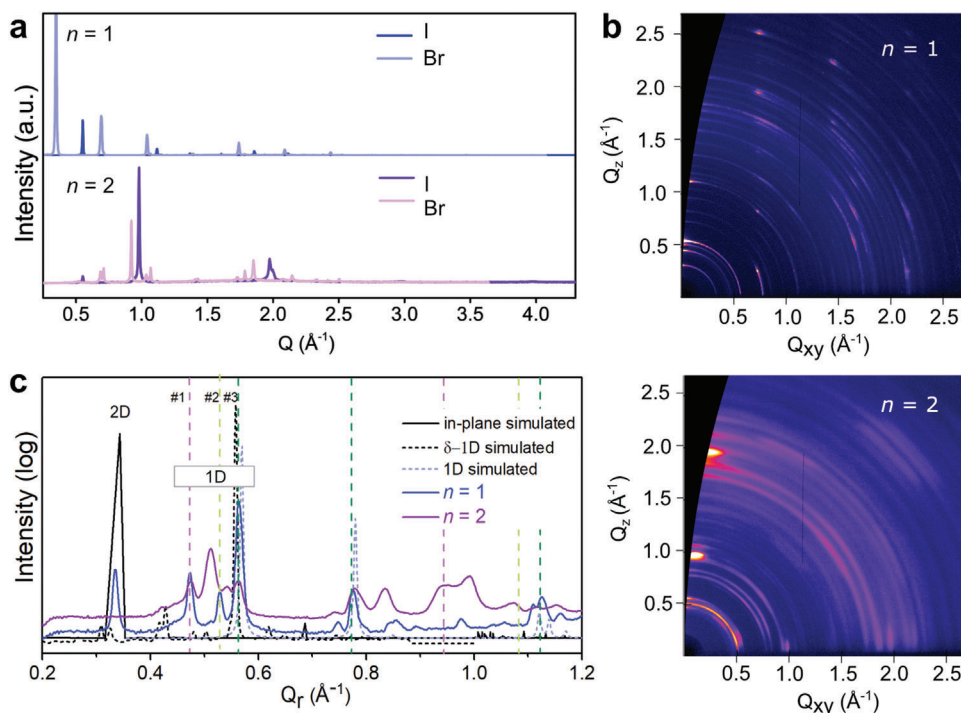 a
n = 1
I
Br
n = 2
I
Br
Intensity (a.u.)
0.5 1.0 1.5 2.0 2.5 3.0 3.5 4.0
Q (Å⁻¹)
b
n = 1
2.5
2.0
1.5
1.0
0.5
Qz (Å⁻¹)
0.5 1.0 1.5 2.0 2.5
Qxy (Å⁻¹)
c
2D
#1 #2 #3
1D
in-plane simulated
δ–1D simulated
1D simulated
n = 1
n = 2
Intensity (log)
0.2 0.4 0.6 0.8 1.0 1.2
Qr (Å⁻¹)
n = 2
2.5
2.0
1.5
1.0
0.5
Qz (Å⁻¹)
0.5 1.0 1.5 2.0 2.5
Qxy (Å⁻¹)